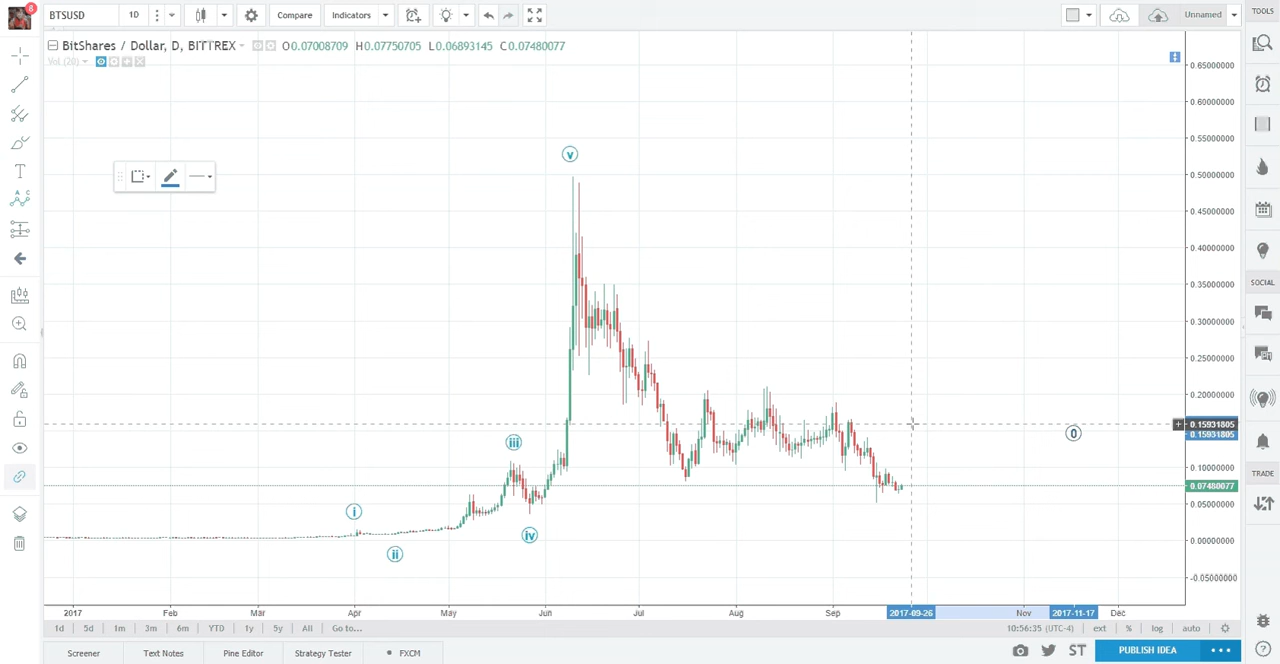 8
BTSUSD
1D
Compare
Indicators
Unnamed
TOOLS
BitShares / Dollar, D, BITTREX
O0.07008709 H0.07750705 L0.06893145 C0.07480077
Vol (20)
0.65000000
0.60000000
0.55000000
0.50000000
0.45000000
0.40000000
0.35000000
0.30000000
0.25000000
0.20000000
0.15931805
0.15931805
0.10000000
0.07480077
0.05000000
0.00000000
-0.05000000
v
iii
i
iv
ii
0
SOCIAL
TRADE
2017 Feb Mar Apr May Jun Jul Aug Sep 2017-09-26 Nov 2017-11-17 Dec
1d 5d 1m 3m 6m YTD 1y 5y All Go to... 10:56:35 (UTC-4) ext % log auto
Screener Text Notes Pine Editor Strategy Tester FXCM ST PUBLISH IDEA